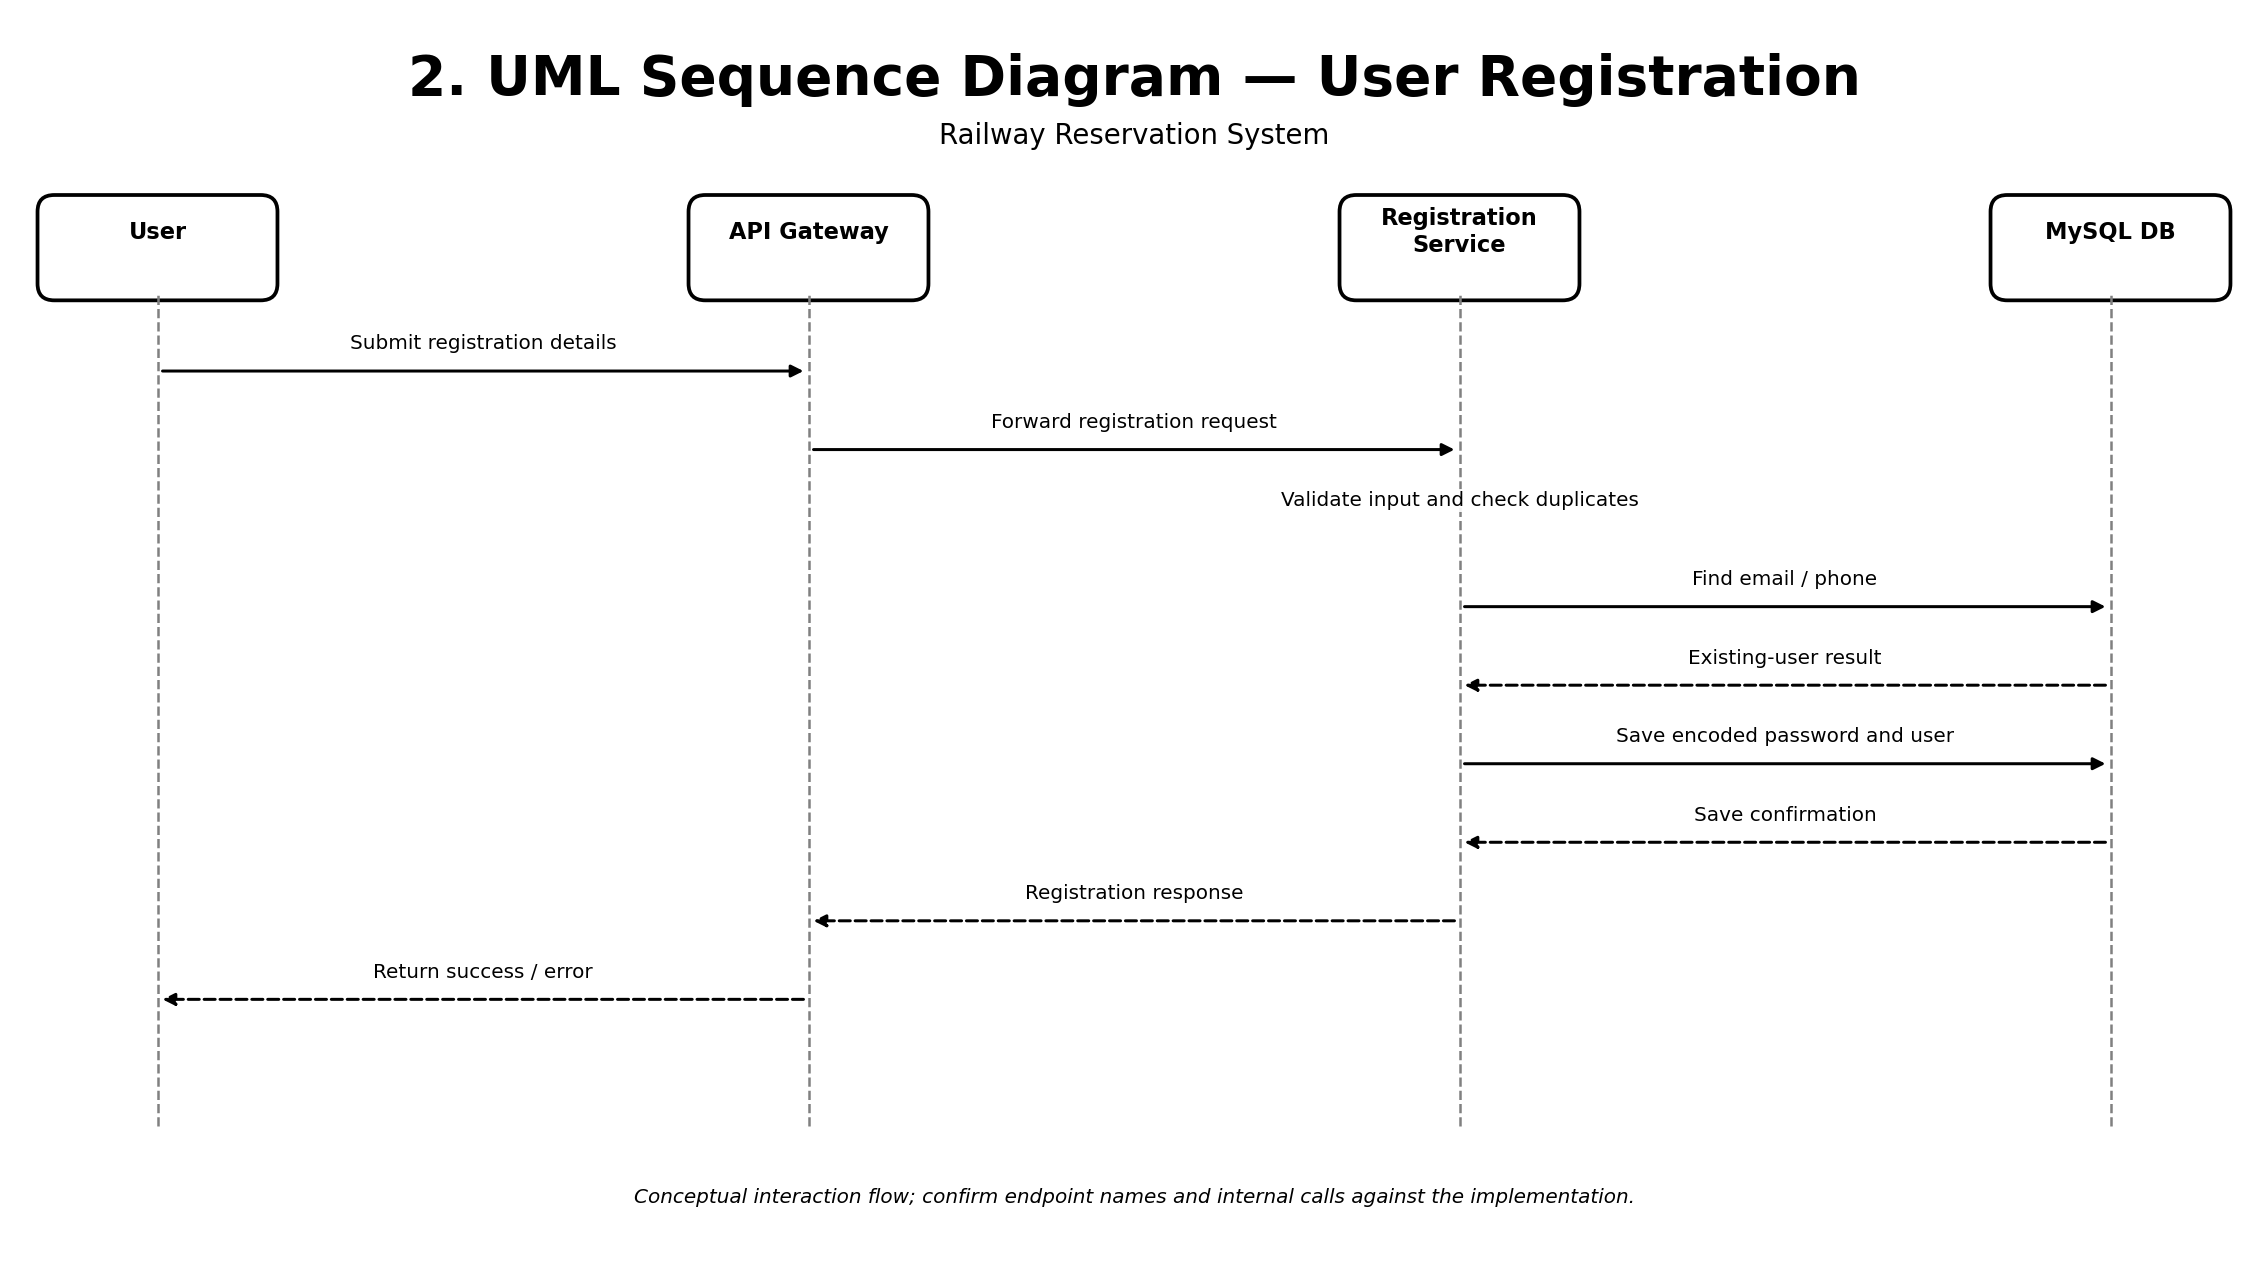 2. UML Sequence Diagram — User Registration
Railway Reservation System
User
API Gateway
Registration
Service
MySQL DB
Submit registration details
Forward registration request
Validate input and check duplicates
Find email / phone
Existing-user result
Save encoded password and user
Save confirmation
Registration response
Return success / error
Conceptual interaction flow; confirm endpoint names and internal calls against the implementation.